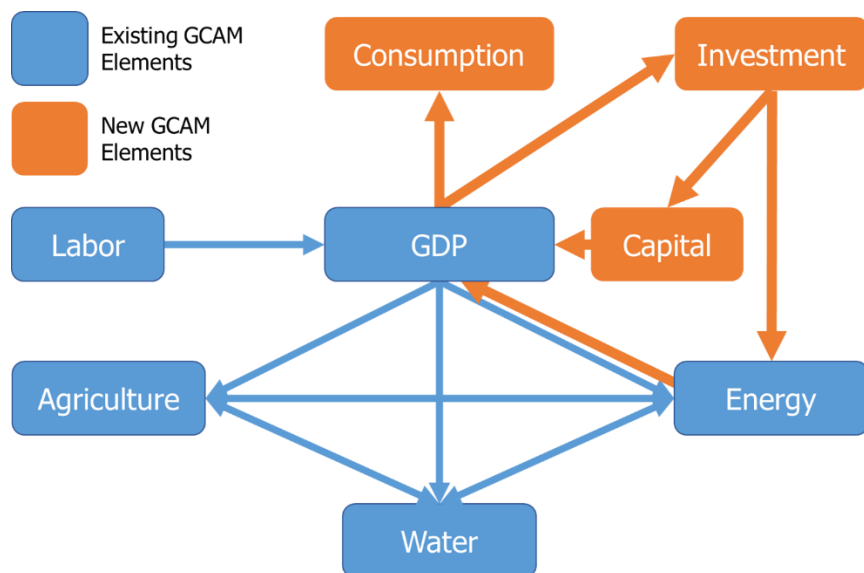 Existing GCAM
Elements
New GCAM
Elements
Consumption
Investment
Labor
GDP
Capital
Agriculture
Energy
Water